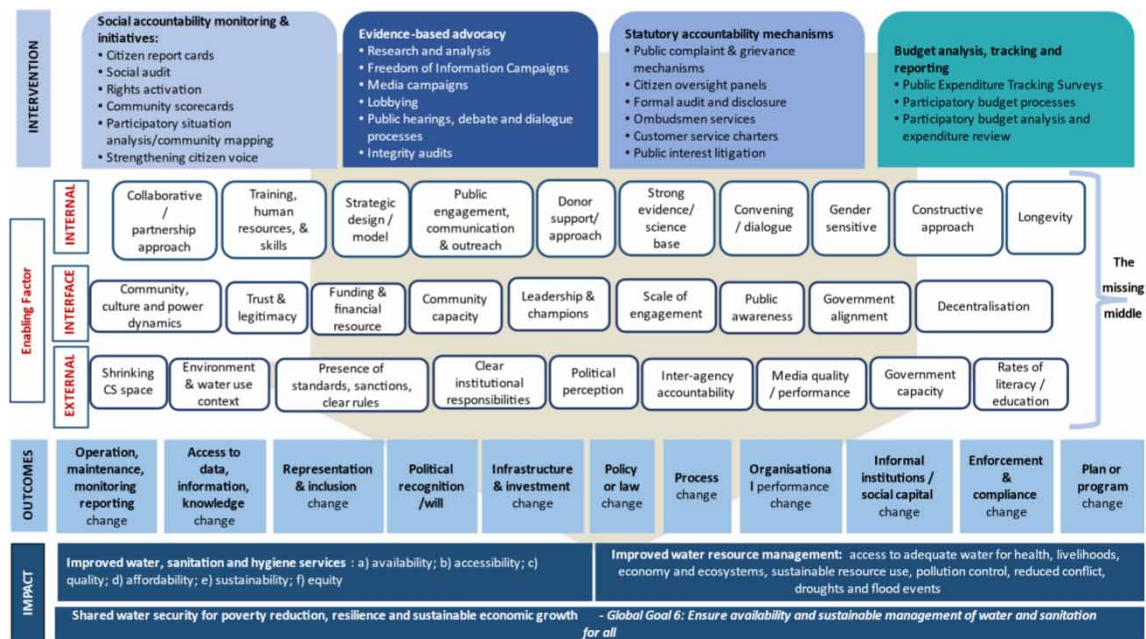 INTERVENTION
Social accountability monitoring &
initiatives:
• Citizen report cards
• Social audit
• Rights activation
• Community scorecards
• Participatory situation
analysis/community mapping
• Strengthening citizen voice
Evidence-based advocacy
• Research and analysis
• Freedom of Information Campaigns
• Media campaigns
• Lobbying
• Public hearings, debate and dialogue
processes
• Integrity audits
Statutory accountability mechanisms
• Public complaint & grievance
mechanisms
• Citizen oversight panels
• Formal audit and disclosure
• Ombudsmen services
• Customer service charters
• Public interest litigation
Budget analysis, tracking and
reporting
• Public Expenditure Tracking Surveys
• Participatory budget processes
• Participatory budget analysis and
expenditure review
Enabling Factor
INTERNAL
Collaborative
/
partnership
approach
Training,
human
resources, &
skills
Strategic
design /
model
Public
engagement,
communication
& outreach
Donor
support/
approach
Strong
evidence/
science
base
Convening
/ dialogue
Gender
sensitive
Constructive
approach
Longevity
INTERFACE
Community,
culture and power
dynamics
Trust &
legitimacy
Funding &
financial
resource
Community
capacity
Leadership &
champions
Scale of
engagement
Public
awareness
Government
alignment
Decentralisation
EXTERNAL
Shrinking
CS space
Environment
& water use
context
Presence of
standards, sanctions,
clear rules
Clear
institutional
responsibilities
Political
perception
Inter-agency
accountability
Media quality
/ performance
Government
capacity
Rates of
literacy /
education
The
missing
middle
OUTCOMES
Operation,
maintenance,
monitoring
reporting
change
Access to
data,
information,
knowledge
change
Representation
& inclusion
change
Political
recognition
/will
Infrastructure
& investment
change
Policy
or law
change
Process
change
Organisationa
l performance
change
Informal
institutions /
social capital
change
Enforcement
&
compliance
change
Plan or
program
change
IMPACT
Improved water, sanitation and hygiene services : a) availability; b) accessibility; c)
quality; d) affordability; e) sustainability; f) equity
Improved water resource management: access to adequate water for health, livelihoods,
economy and ecosystems, sustainable resource use, pollution control, reduced conflict,
droughts and flood events
Shared water security for poverty reduction, resilience and sustainable economic growth - Global Goal 6: Ensure availability and sustainable management of water and sanitation
for all